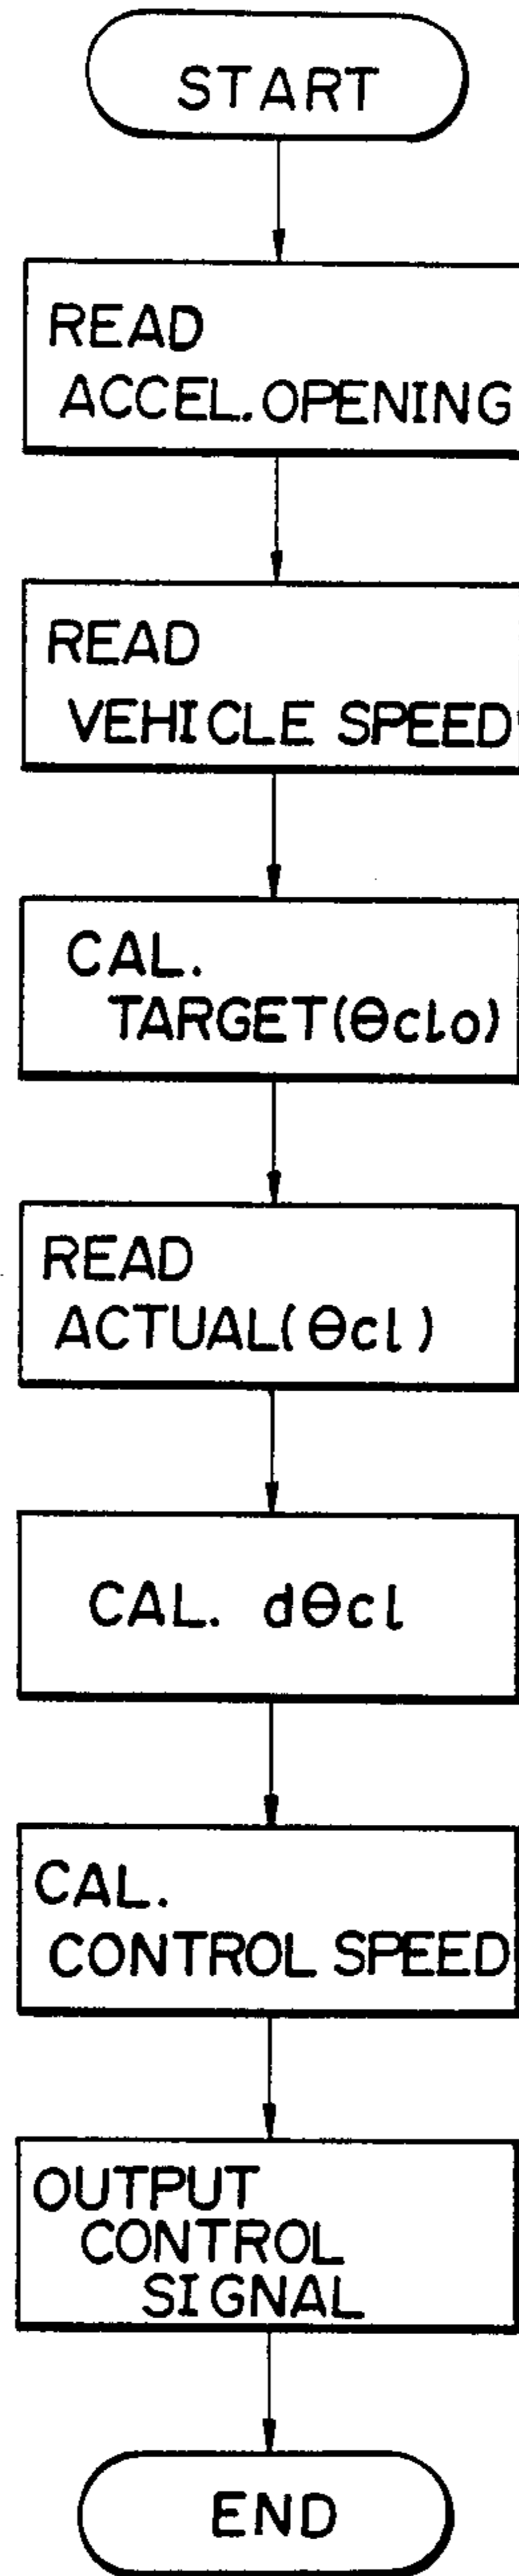 START
READ
ACCEL.OPENING
READ
VEHICLE SPEED
CAL.
TARGET(θclo)
READ
ACTUAL(θcl)
CAL. dθcl
CAL.
CONTROL SPEED
OUTPUT
CONTROL
SIGNAL
END